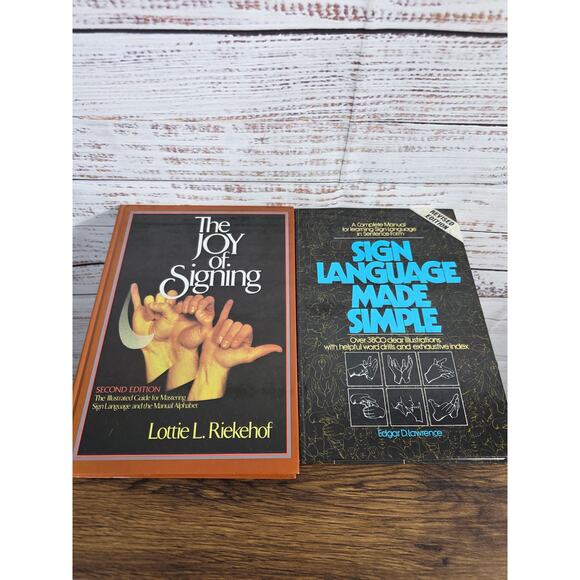 The
JOY
of
Signing
SECOND EDITION
The Illustrated Guide for Mastering
Sign Language and the Manual Alphabet
Lottie L. Riekehof
REVISED
EDITION
A Complete Manual
for learning Sign Language
in Sentence Form
SIGN
LANGUAGE
MADE
SIMPLE
Over 3800 clear illustrations
with helpful word drills and exhaustive index
Edgar D. Lawrence